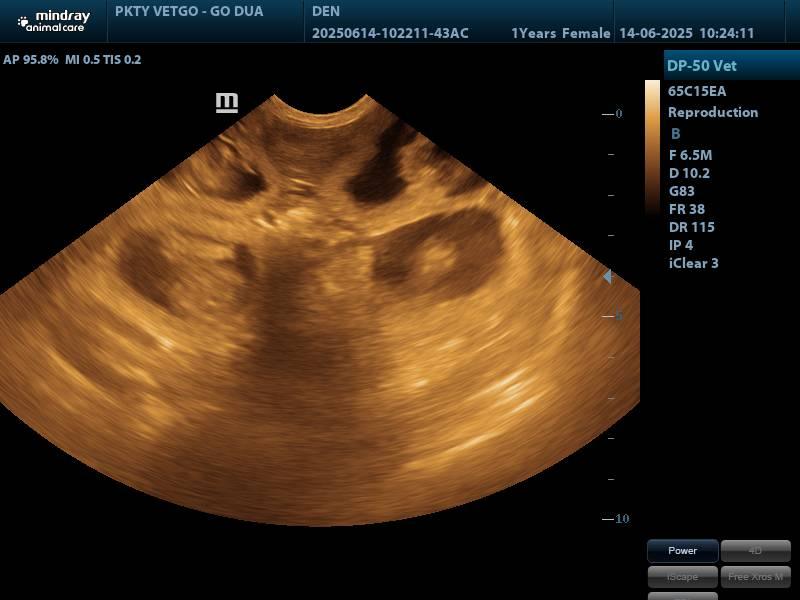 mindray
animal care
PKTY VETGO - GO DUA
DEN
20250614-102211-43AC 1Years Female 14-06-2025 10:24:11
AP 95.8% MI 0.5 TIS 0.2
DP-50 Vet
65C15EA
Reproduction
B
F 6.5M
D 10.2
G83
FR 38
DR 115
IP 4
iClear 3
m
0
5
10
Power
4D
iScape
Free Xros M